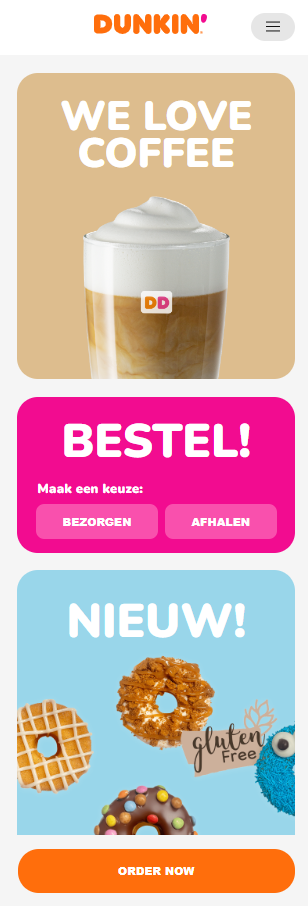 DUNKIN'
WE LOVE
COFFEE
DD
BESTEL!
Maak een keuze:
BEZORGEN
AFHALEN
NIEUW!
gluten
Free
ORDER NOW